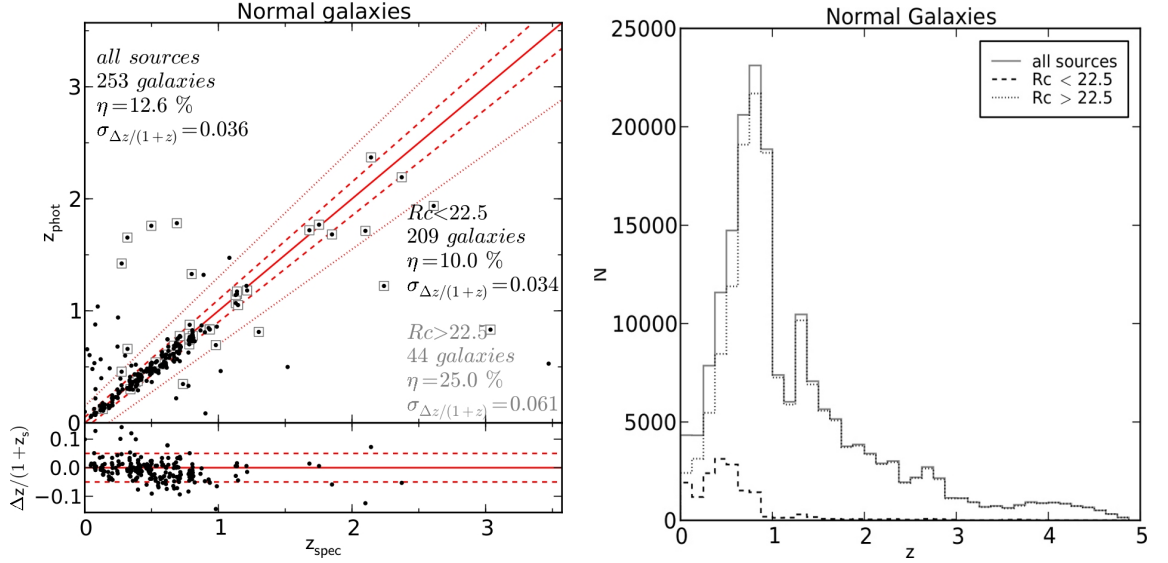 Normal galaxies
all sources
253 galaxies
η=12.6 %
σΔz/(1+z)=0.036
Rc<22.5
209 galaxies
η=10.0 %
σΔz/(1+z)=0.034
Rc>22.5
44 galaxies
η=25.0 %
σΔz/(1+z)=0.061
zphot
3
2
1
0
Δz/(1+zs)
0.1
0.0
−0.1
0 1 2 3
zspec
Normal Galaxies
all sources
Rc < 22.5
Rc > 22.5
N
25000
20000
15000
10000
5000
0
0 1 2 3 4 5
z